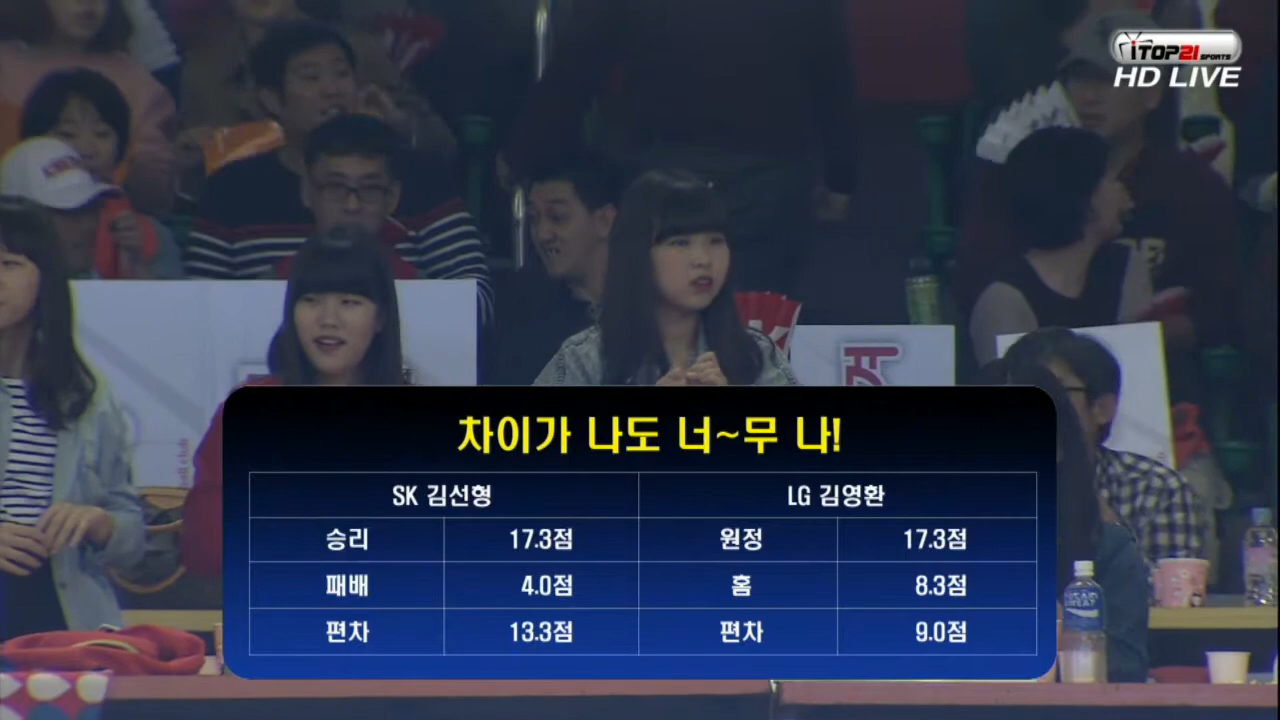 iTOP21 SPORTS
HD LIVE
차이가 나도 너~무 나!
SK 김선형 LG 김영환
승리 17.3점 원정 17.3점
패배 4.0점 홈 8.3점
편차 13.3점 편차 9.0점